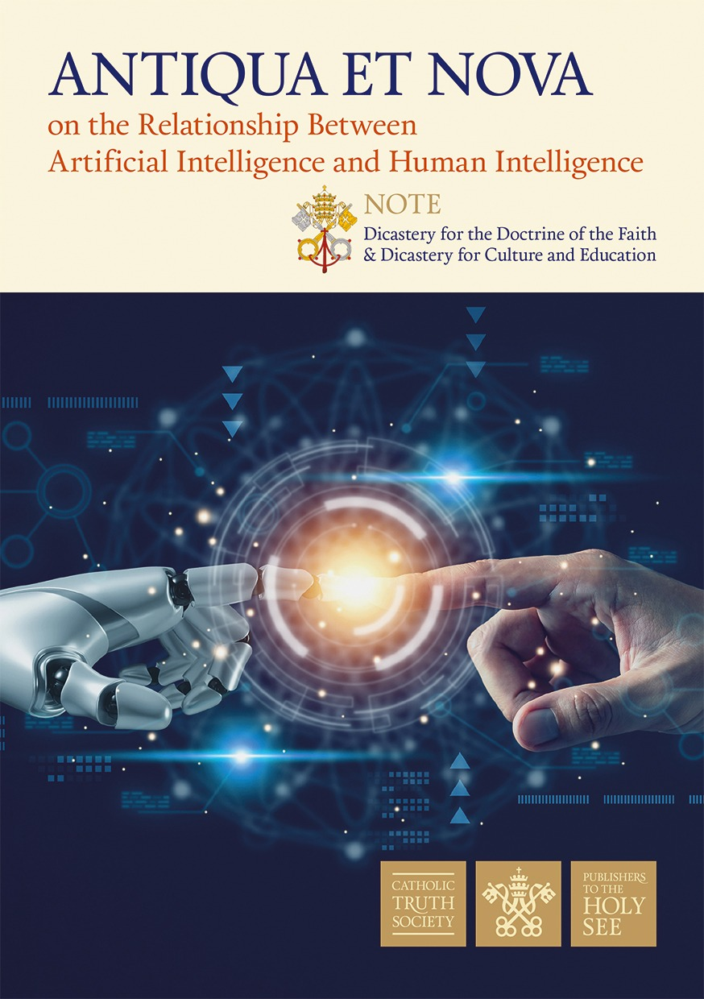 ANTIQUA ET NOVA
on the Relationship Between
Artificial Intelligence and Human Intelligence
NOTE
Dicastery for the Doctrine of the Faith
& Dicastery for Culture and Education
CATHOLIC
TRUTH
SOCIETY
PUBLISHERS
TO THE
HOLY
SEE